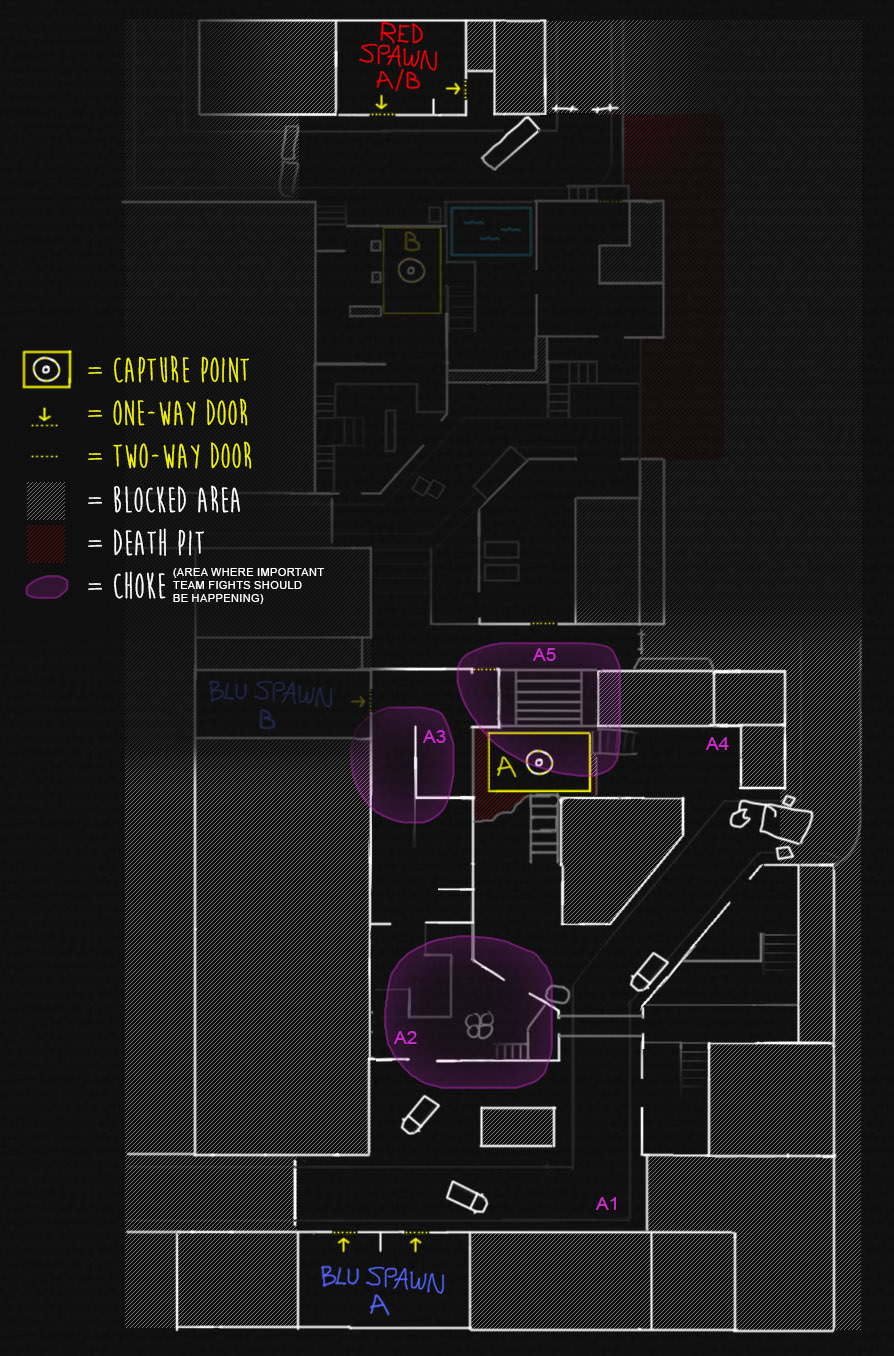 RED
SPAWN
A/B
B
= CAPTURE POINT
= ONE-WAY DOOR
= TWO-WAY DOOR
= BLOCKED AREA
= DEATH PIT
= CHOKE (AREA WHERE IMPORTANT
TEAM FIGHTS SHOULD
BE HAPPENING)
A5
BLU SPAWN
B
A3
A4
A
A2
A1
BLU SPAWN
A